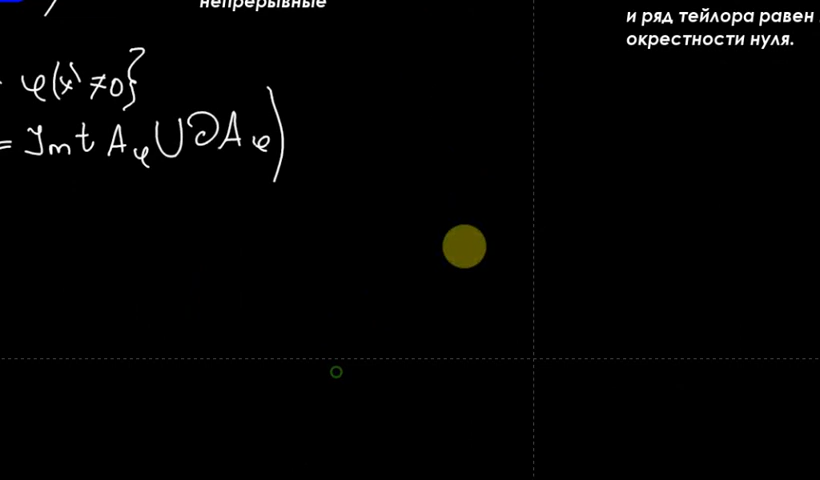 непрерывные
φ(x) ≠ 0}
= Int A_φ ∪ ∂A_φ)
и ряд тейлора равен
окрестности нуля.